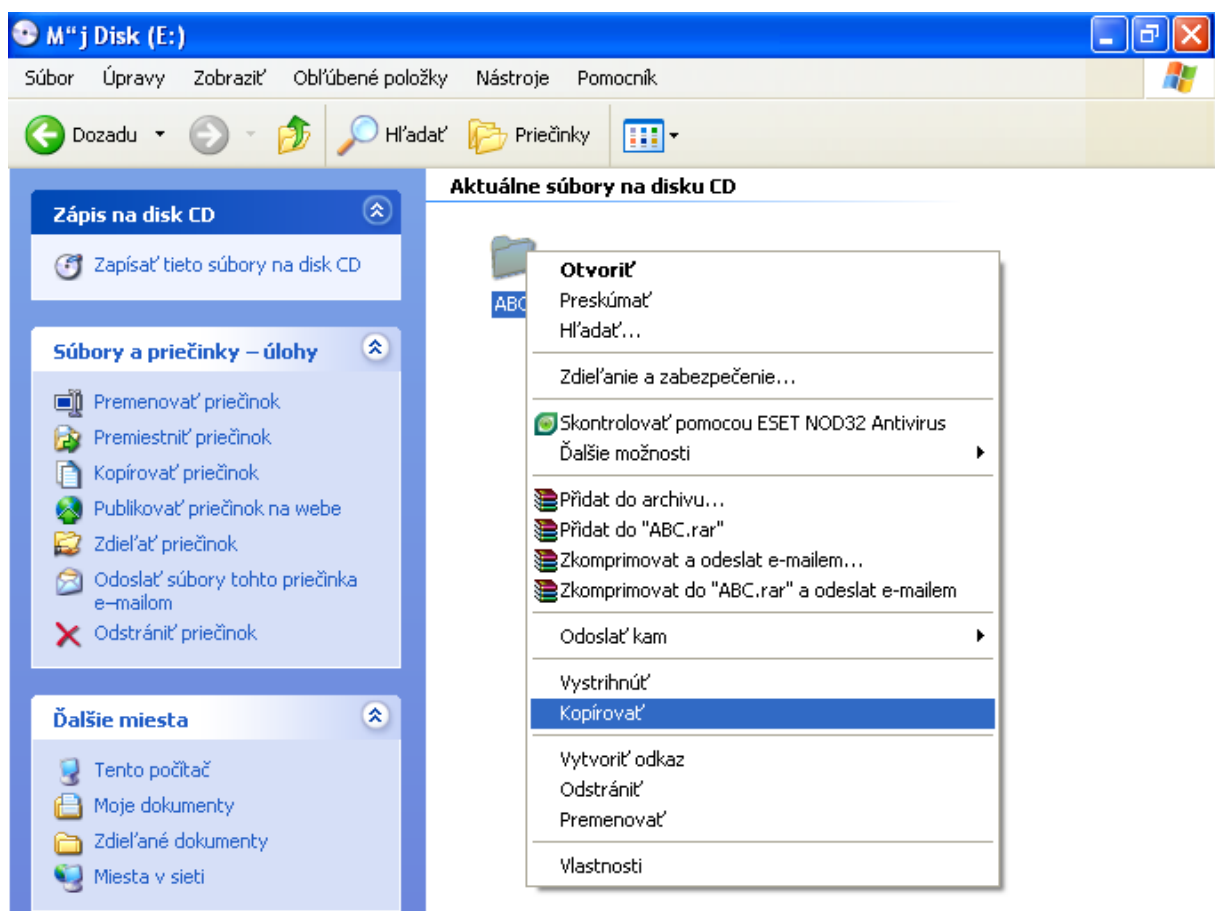 M“j Disk (E:)
Súbor Úpravy Zobraziť Obľúbené položky Nástroje Pomocník
Dozadu Hľadať Priečinky
Zápis na disk CD
Zapísať tieto súbory na disk CD
Súbory a priečinky – úlohy
Premenovať priečinok
Premiestniť priečinok
Kopírovať priečinok
Publikovať priečinok na webe
Zdieľať priečinok
Odoslať súbory tohto priečinka
e–mailom
Odstrániť priečinok
Ďalšie miesta
Tento počítač
Moje dokumenty
Zdieľané dokumenty
Miesta v sieti
Aktuálne súbory na disku CD
ABC
Otvoriť
Preskúmať
Hľadať...
Zdieľanie a zabezpečenie...
Skontrolovať pomocou ESET NOD32 Antivirus
Ďalšie možnosti
Přidat do archivu...
Přidat do "ABC.rar"
Zkomprimovat a odeslat e-mailem...
Zkomprimovat do "ABC.rar" a odeslat e-mailem
Odoslať kam
Vystrihnúť
Kopírovať
Vytvoriť odkaz
Odstrániť
Premenovať
Vlastnosti